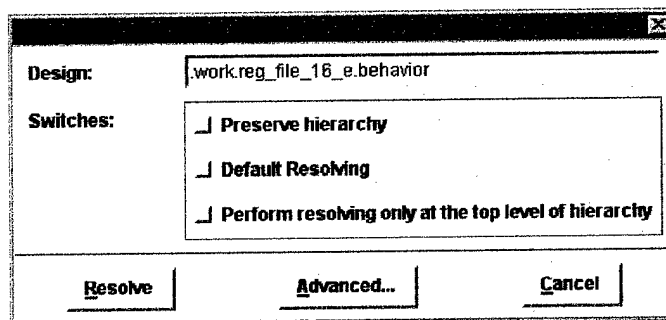 Design: .work.reg_file_16_e.behavior
Switches:
Preserve hierarchy
Default Resolving
Perform resolving only at the top level of hierarchy
Resolve Advanced... Cancel